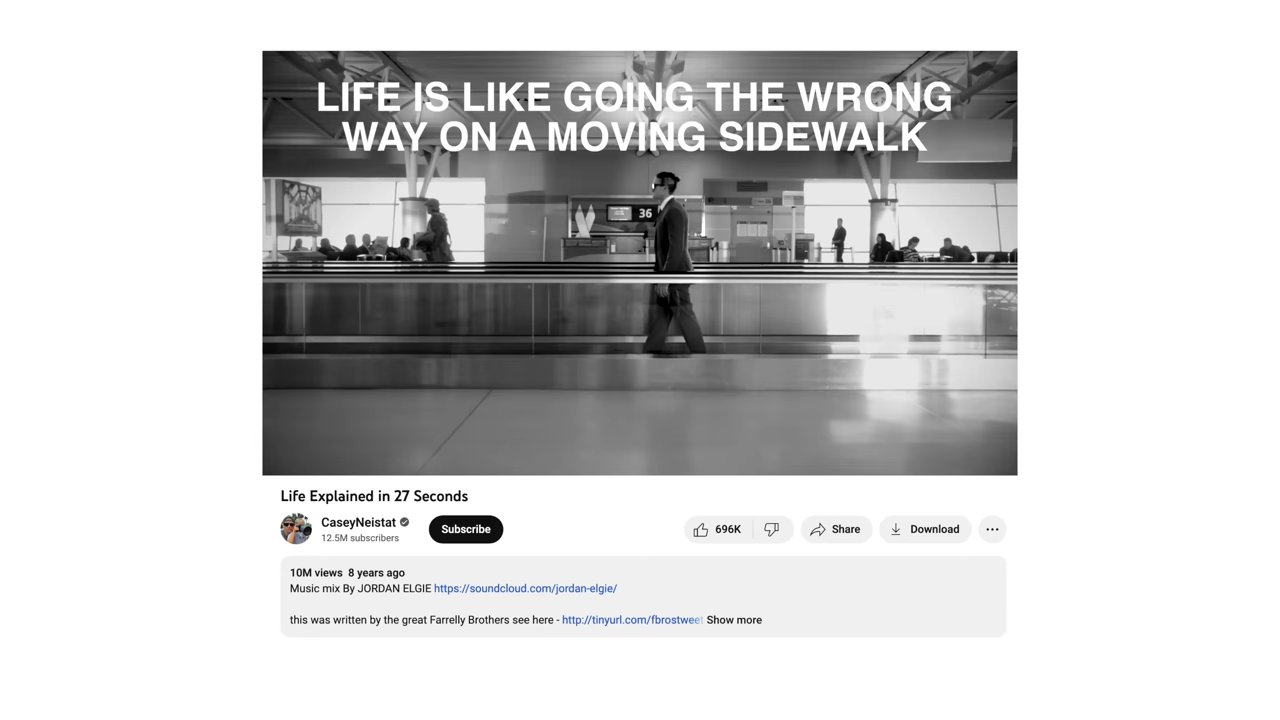 LIFE IS LIKE GOING THE WRONG
WAY ON A MOVING SIDEWALK
36
Life Explained in 27 Seconds
CaseyNeistat
12.5M subscribers
Subscribe
696K
Share
Download
10M views 8 years ago
Music mix By JORDAN ELGIE https://soundcloud.com/jordan-elgie/
this was written by the great Farrelly Brothers see here - http://tinyurl.com/fbrostweet Show more